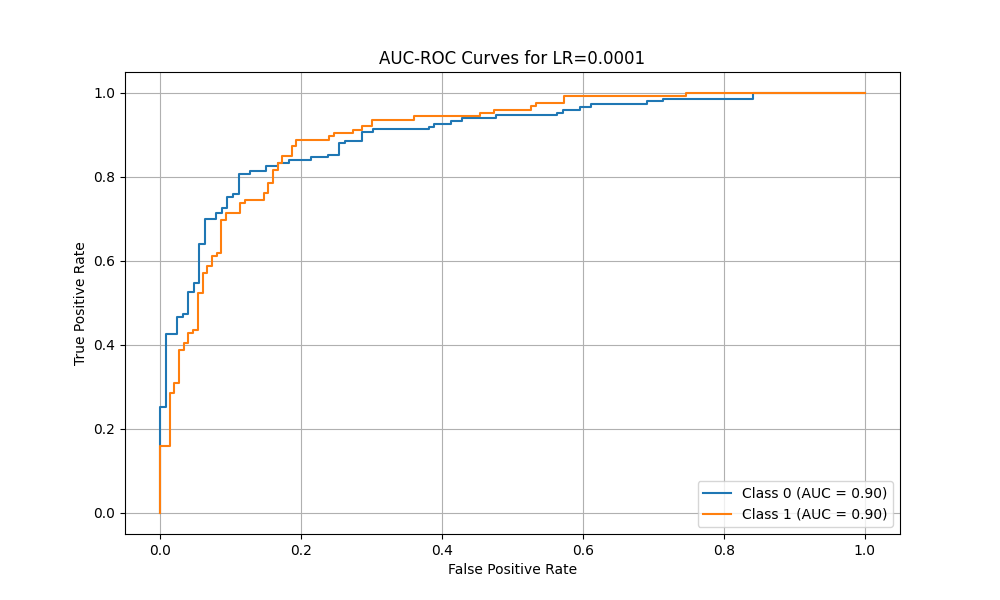 AUC-ROC Curves for LR=0.0001
True Positive Rate
1.0
0.8
0.6
0.4
0.2
0.0
Class 0 (AUC = 0.90)
Class 1 (AUC = 0.90)
0.0 0.2 0.4 0.6 0.8 1.0
False Positive Rate